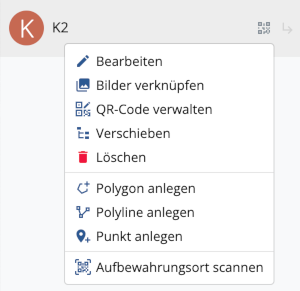 K
K2
Bearbeiten
Bilder verknüpfen
QR-Code verwalten
Verschieben
Löschen
Polygon anlegen
Polyline anlegen
Punkt anlegen
Aufbewahrungsort scannen